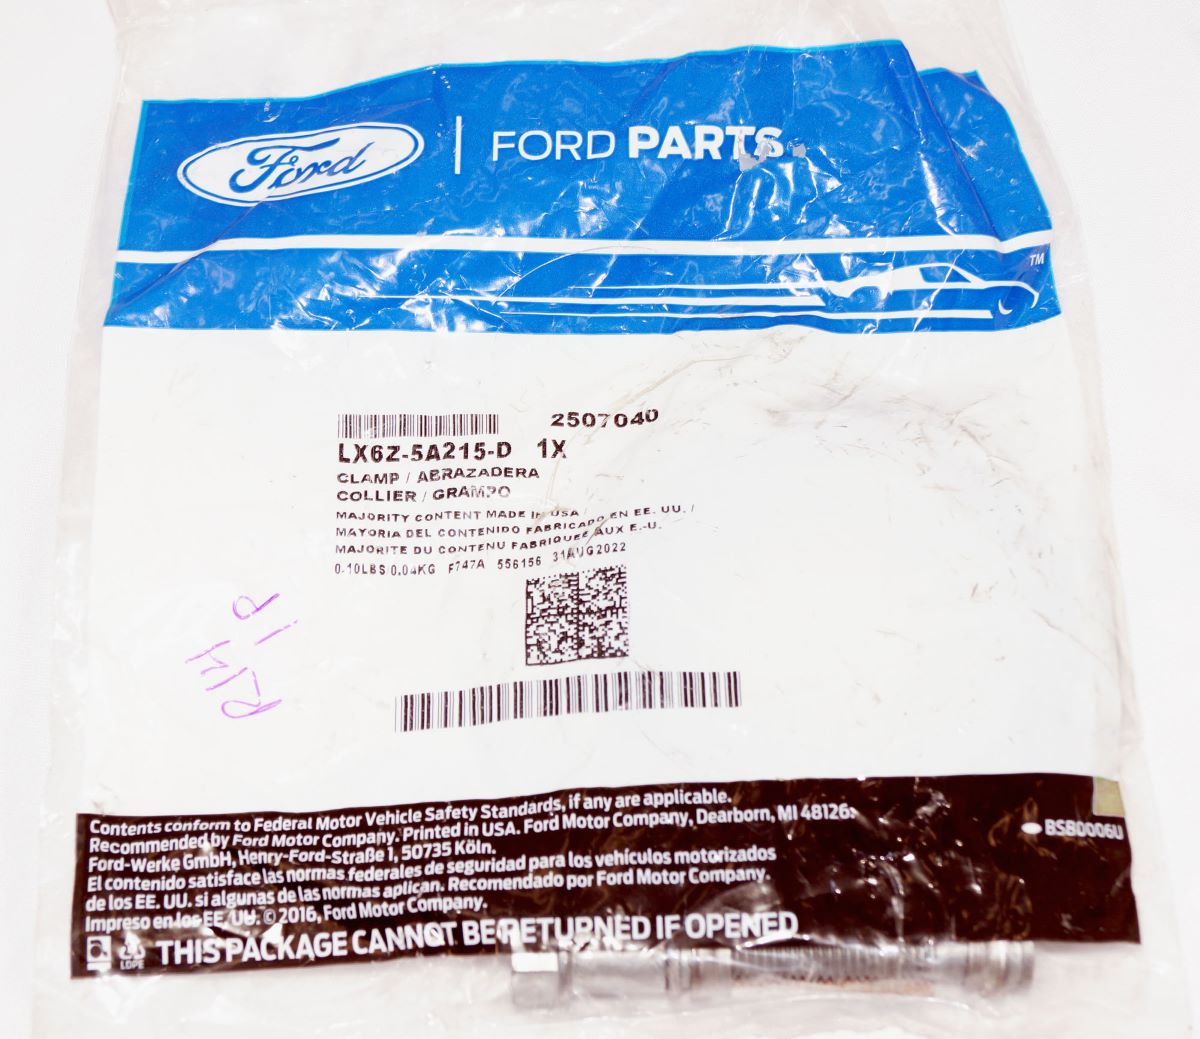 Ford
FORD PARTS
TM
2507040
LX6Z-5A215-D 1X
CLAMP / ABRAZADERA
COLLIER / GRAMPO
MAJORITY CONTENT MADE IN USA / EN EE. UU. /
MAYORIA DEL CONTENIDO FABRICADO
MAJORITE DU CONTENU FABRIQUEE AUX E.-U.
0.10LBS 0.04KG F747A 556156 31AUG2022
Contents conform to Federal Motor Vehicle Safety Standards, if any are applicable.
Recommended by Ford Motor Company. Printed in USA. Ford Motor Company, Dearborn, MI 48126.
Ford-Werke GmbH, Henry-Ford-Straße 1, 50735 Köln.
El contenido satisface las normas federales de seguridad para los vehículos motorizados
de los EE. UU. si algunas de las normas aplican. Recomendado por Ford Motor Company.
Impreso en los EE. UU. © 2016, Ford Motor Company.
BSBD006U
LDPE
THIS PACKAGE CANNOT BE RETURNED IF OPENED